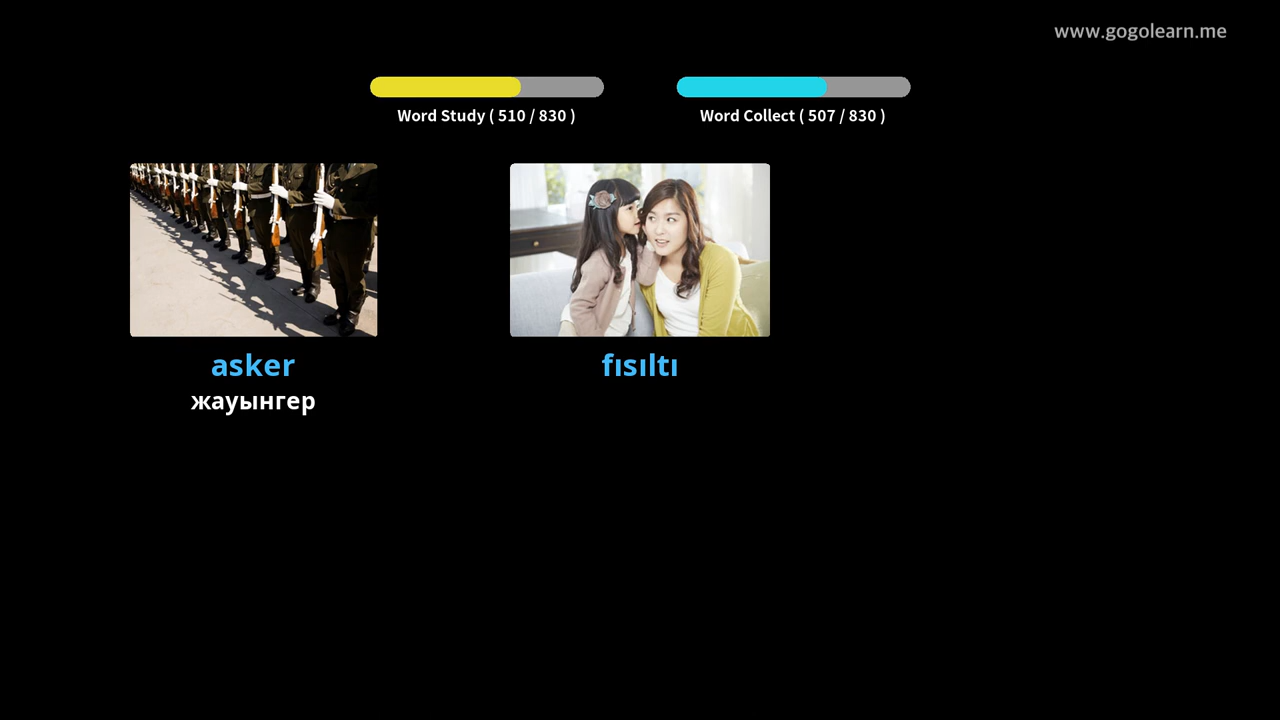 www.gogolearn.me
Word Study ( 510 / 830 )
Word Collect ( 507 / 830 )
asker
жауынгер
fısıltı